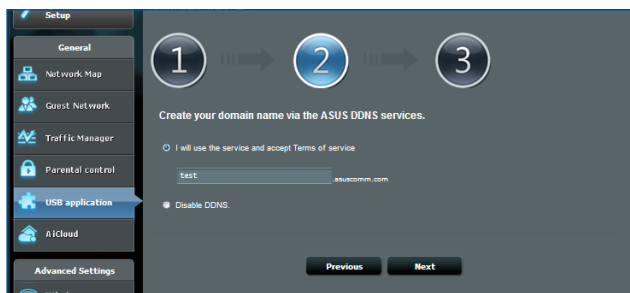 Setup
General
Network Map
Guest Network
Traffic Manager
Parental control
USB application
AiCloud
Advanced Settings
1
2
3
Create your domain name via the ASUS DDNS services.
I will use the service and accept Terms of service
test
.asuscomm.com
Disable DDNS.
Previous
Next